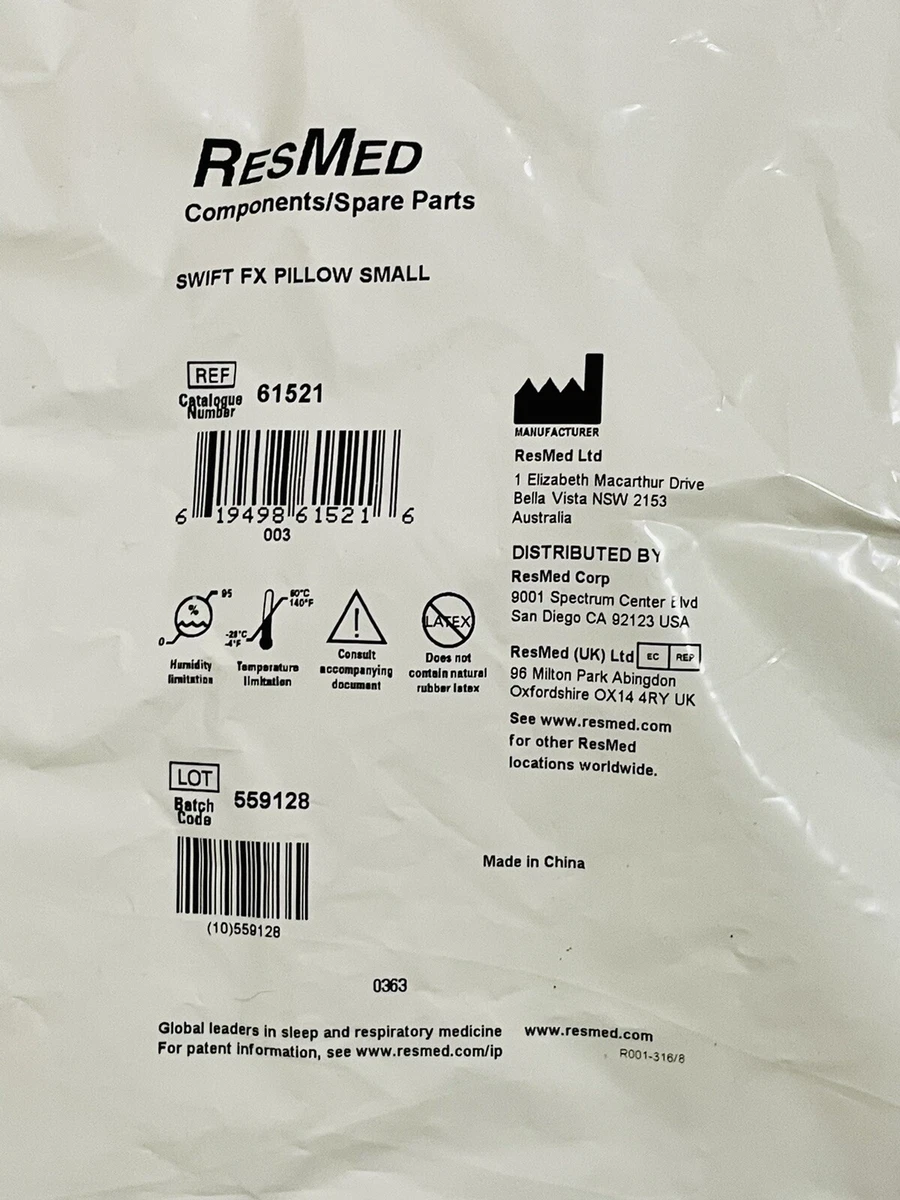 RESMED
Components/Spare Parts
SWIFT FX PILLOW SMALL
REF
Catalogue
Number
61521
6 19498 61521 6
003
95
%
0
Humidity
limitation
60°C
140°F
-20°C
-4°F
Temperature
limitation
!
Consult
accompanying
document
LATEX
Does not
contain natural
rubber latex
MANUFACTURER
ResMed Ltd
1 Elizabeth Macarthur Drive
Bella Vista NSW 2153
Australia
DISTRIBUTED BY
ResMed Corp
9001 Spectrum Center Blvd
San Diego CA 92123 USA
ResMed (UK) Ltd EC REP
96 Milton Park Abingdon
Oxfordshire OX14 4RY UK
See www.resmed.com
for other ResMed
locations worldwide.
LOT
Batch
Code
559128
(10)559128
Made in China
0363
Global leaders in sleep and respiratory medicine www.resmed.com
For patent information, see www.resmed.com/ip
R001-316/8